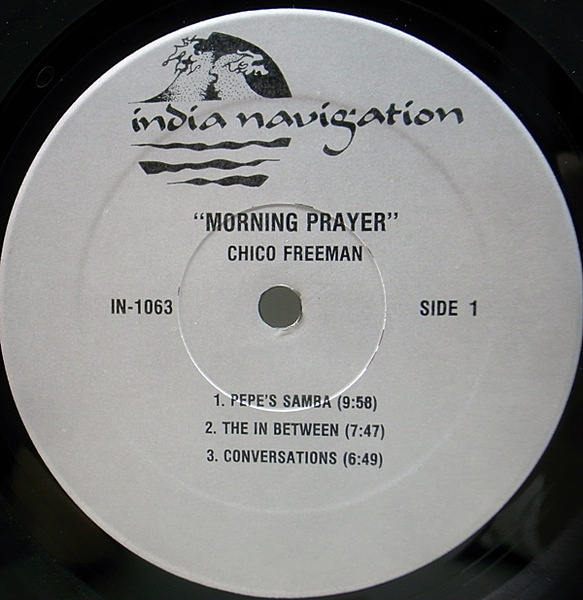 india navigation
"MORNING PRAYER"
CHICO FREEMAN
IN-1063 SIDE 1
1. PEPE'S SAMBA (9:58)
2. THE IN BETWEEN (7:47)
3. CONVERSATIONS (6:49)